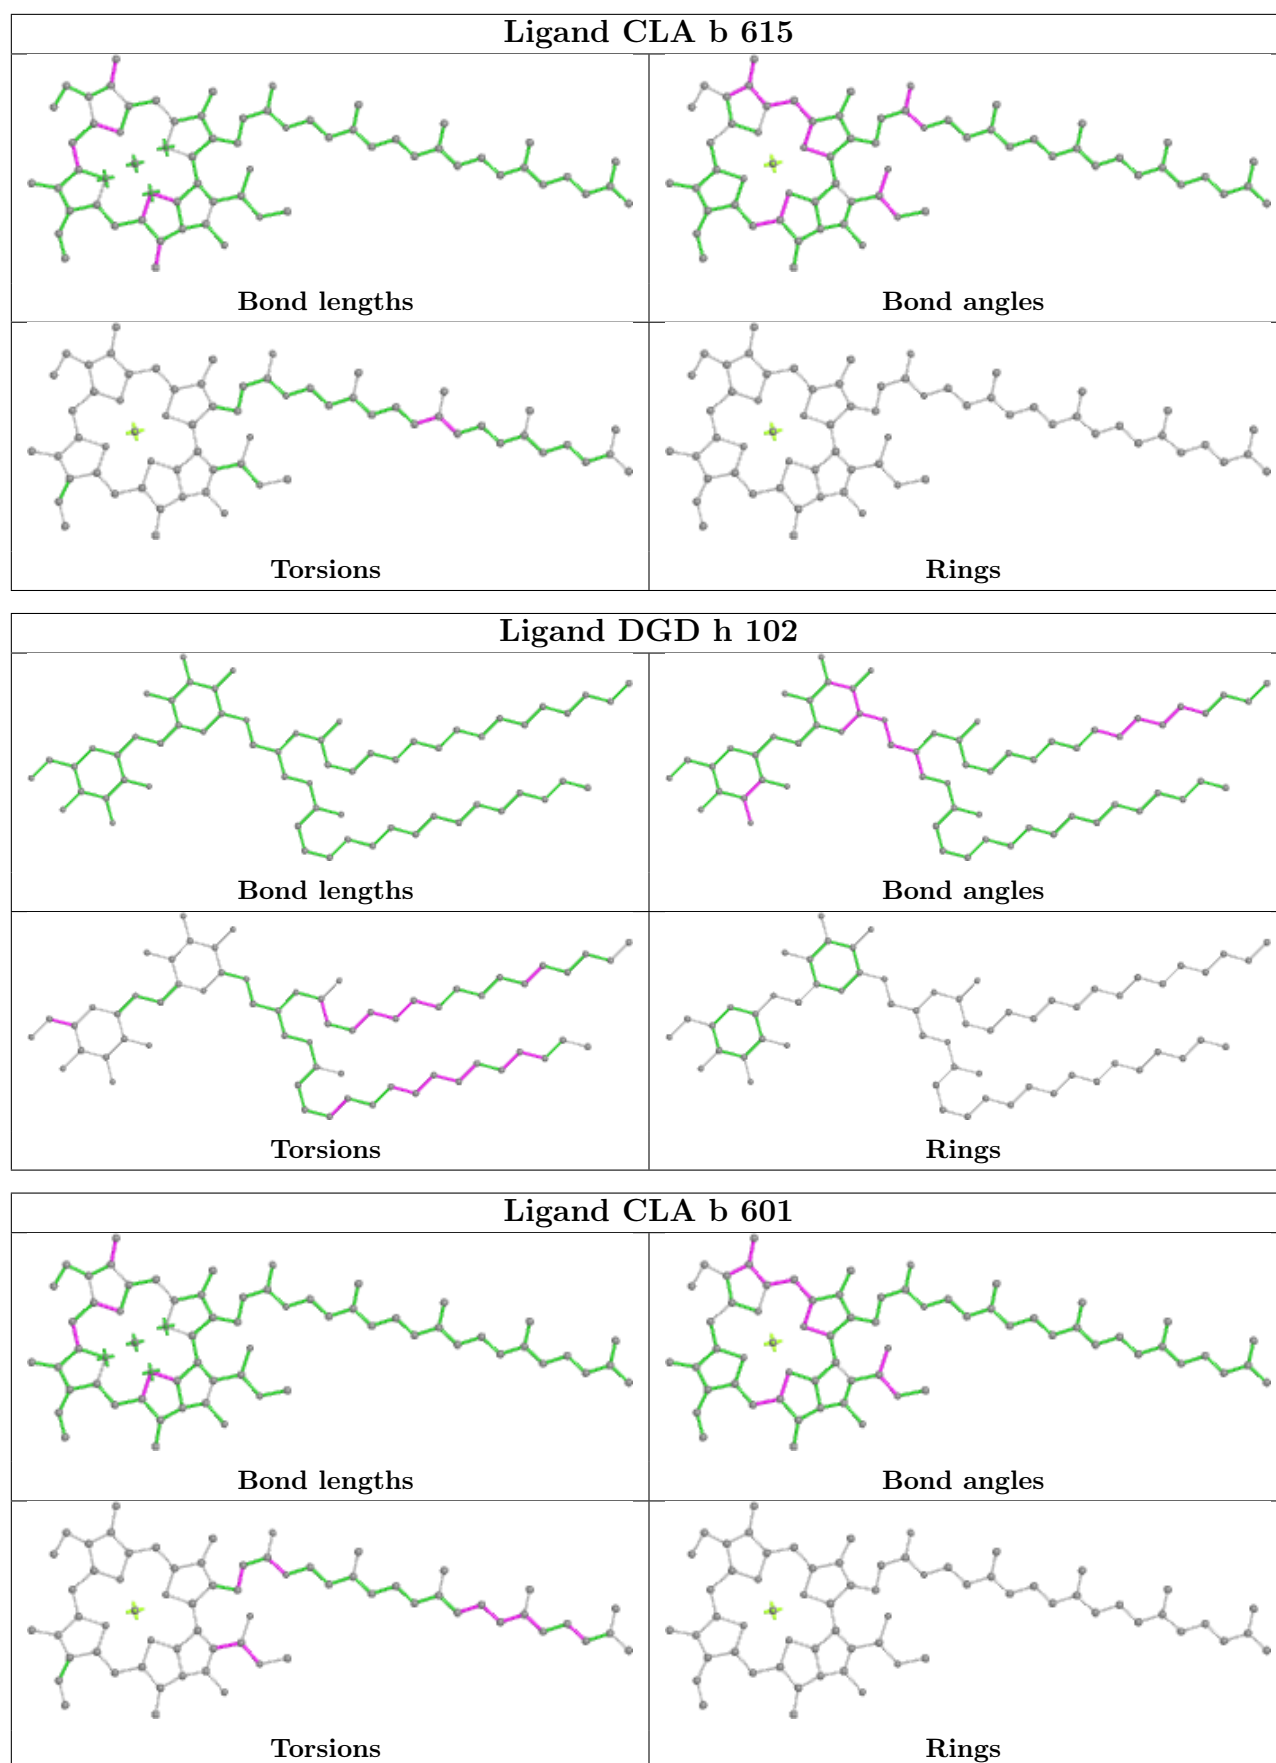 Ligand CLA b 615
Bond lengths
Bond angles
Torsions
Rings
Ligand DGD h 102
Bond lengths
Bond angles
Torsions
Rings
Ligand CLA b 601
Bond lengths
Bond angles
Torsions
Rings